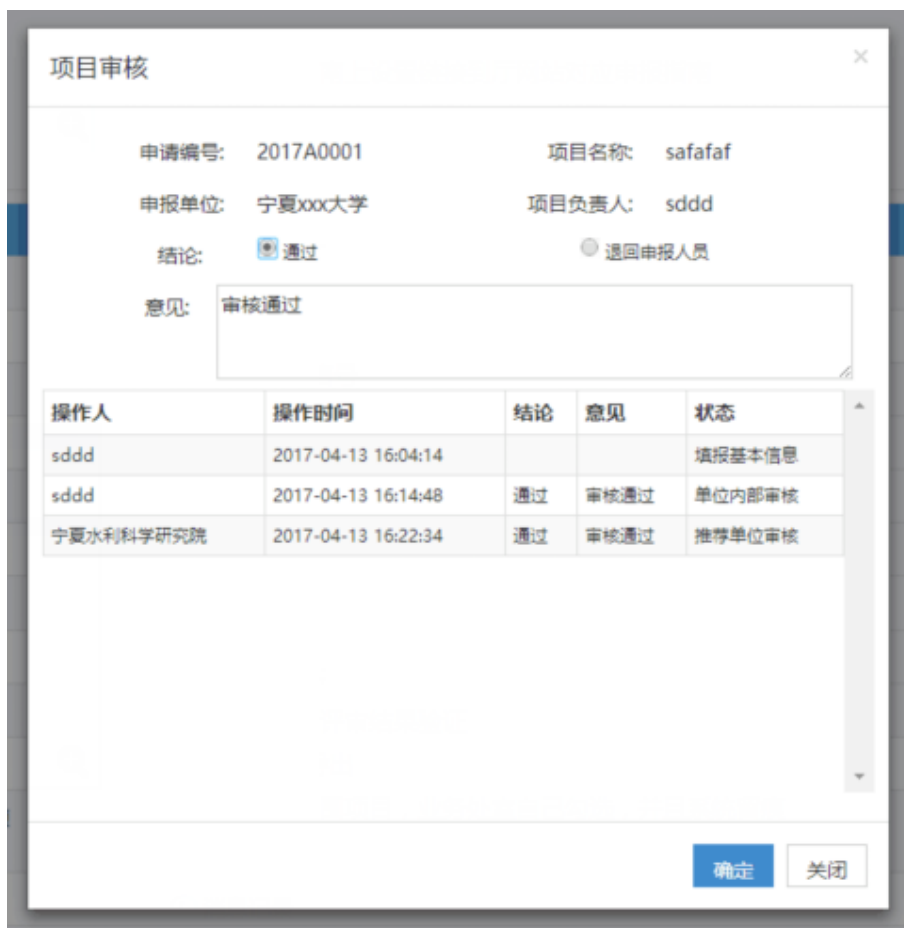 项目审核 ×
申请编号: 2017A0001 项目名称: safafaf
申报单位: 宁夏xxx大学 项目负责人: sddd
结论: 通过 退回申报人员
意见: 审核通过
操作人 操作时间 结论 意见 状态
sddd 2017-04-13 16:04:14 填报基本信息
sddd 2017-04-13 16:14:48 通过 审核通过 单位内部审核
宁夏水利科学研究院 2017-04-13 16:22:34 通过 审核通过 推荐单位审核
确定 关闭